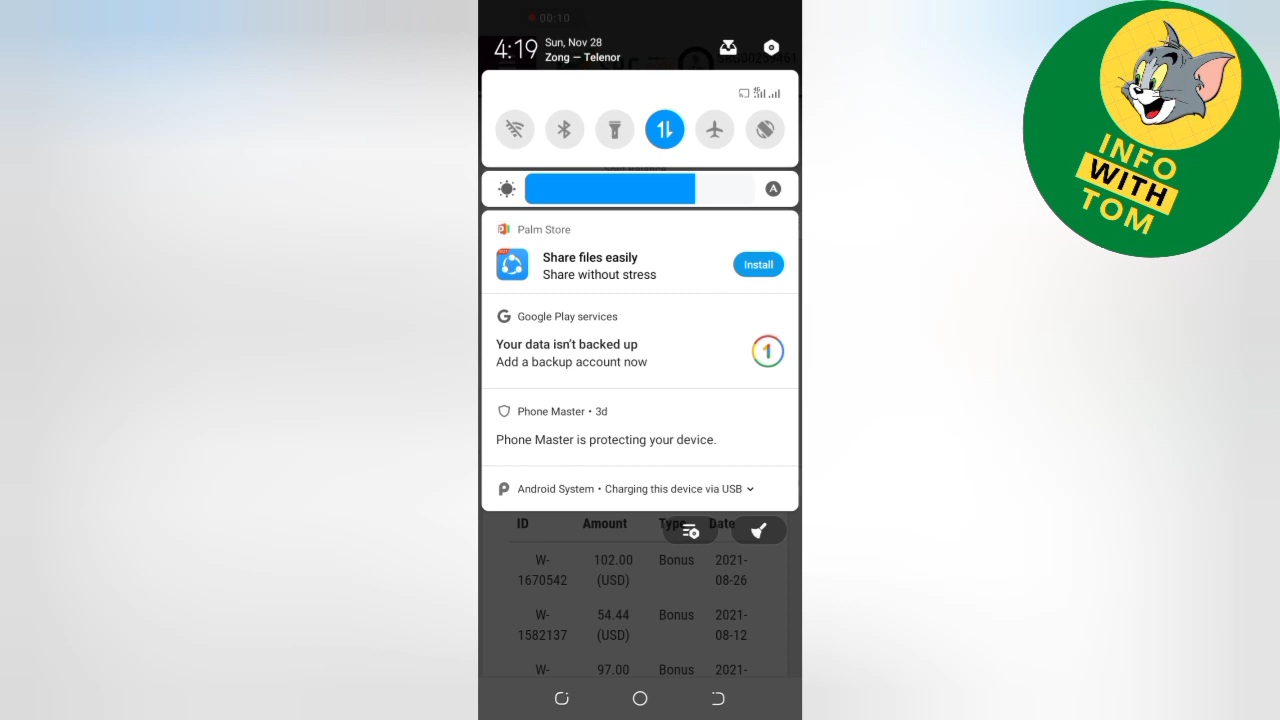 00:10
4:19
Sun, Nov 28
Zong — Telenor
Palm Store
Share files easily
Share without stress
Install
Google Play services
Your data isn't backed up
Add a backup account now
Phone Master • 3d
Phone Master is protecting your device.
Android System • Charging this device via USB
ID Amount Type Date
W- 102.00 Bonus 2021-
1670542 (USD) 08-26
W- 54.44 Bonus 2021-
1582137 (USD) 08-12
W- 97.00 Bonus 2021-
INFO
WITH
TOM